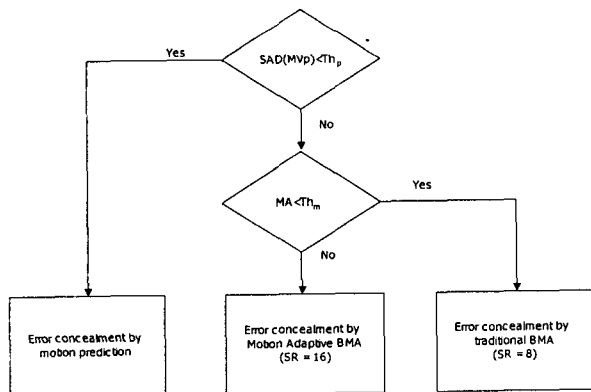 SAD(MVp)<Thp
Yes
No
MA<Thm
Yes
No
Error concealment by
motion prediction
Error concealment by
Motion Adaptive BMA
(SR = 16)
Error concealment by
traditional BMA
(SR = 8)